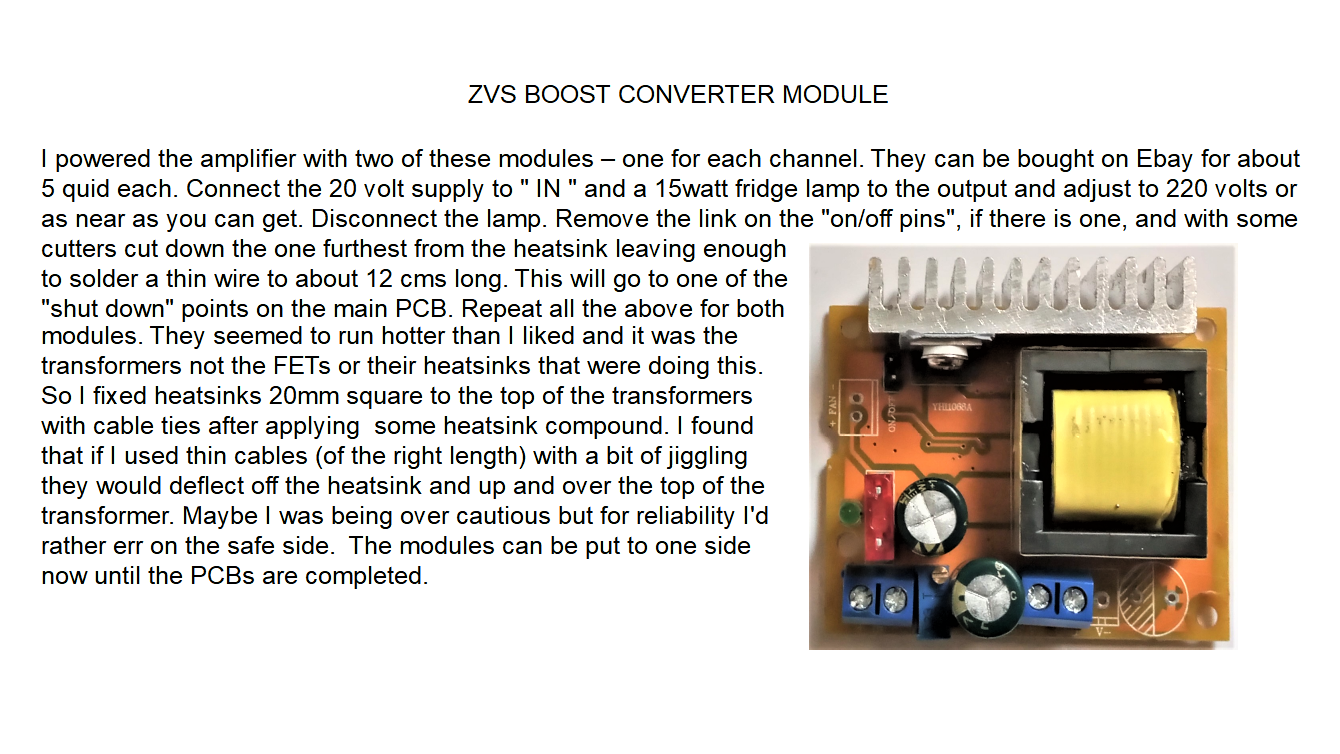 ZVS BOOST CONVERTER MODULE
I powered the amplifier with two of these modules – one for each channel. They can be bought on Ebay for about
5 quid each. Connect the 20 volt supply to " IN " and a 15watt fridge lamp to the output and adjust to 220 volts or
as near as you can get. Disconnect the lamp. Remove the link on the "on/off pins", if there is one, and with some
cutters cut down the one furthest from the heatsink leaving enough
to solder a thin wire to about 12 cms long. This will go to one of the
"shut down" points on the main PCB. Repeat all the above for both
modules. They seemed to run hotter than I liked and it was the
transformers not the FETs or their heatsinks that were doing this.
So I fixed heatsinks 20mm square to the top of the transformers
with cable ties after applying  some heatsink compound. I found
that if I used thin cables (of the right length) with a bit of jiggling
they would deflect off the heatsink and up and over the top of the
transformer. Maybe I was being over cautious but for reliability I'd
rather err on the safe side.  The modules can be put to one side
now until the PCBs are completed.
+ FAN -
ON/OFF
V-